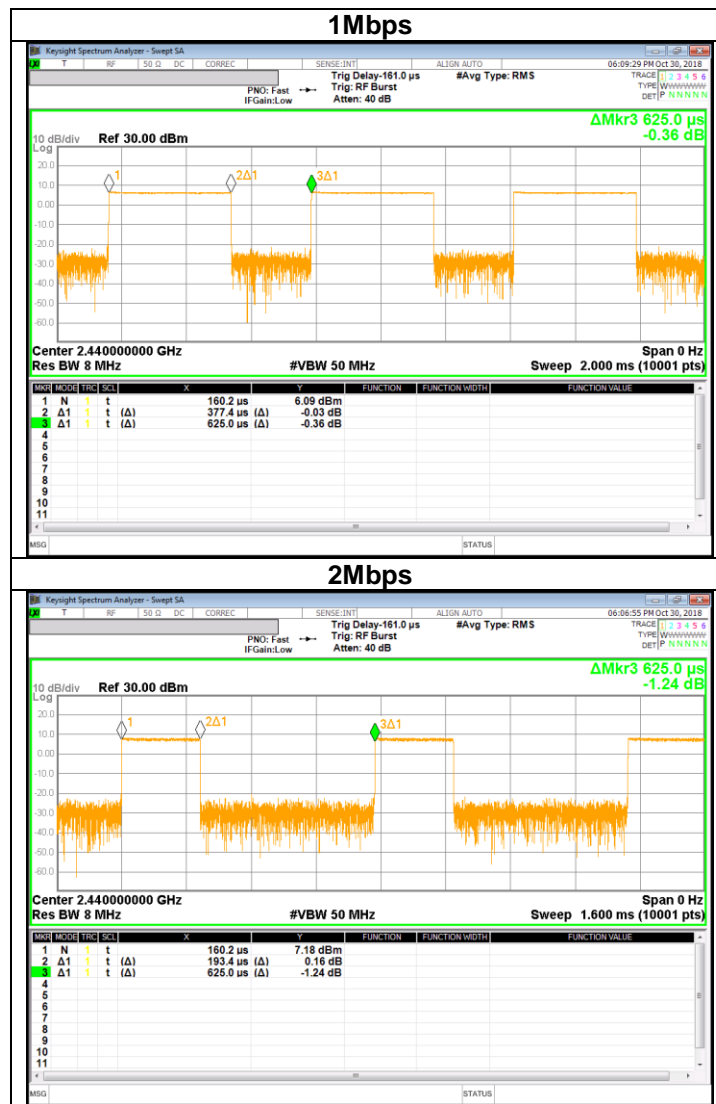 1Mbps
Keysight Spectrum Analyzer - Swept SA
LXI T RF 50 Ω DC CORREC SENSE:INT ALIGN AUTO 06:09:29 PM Oct 30, 2018
Trig Delay-161.0 µs #Avg Type: RMS TRACE 1 2 3 4 5 6
PNO: Fast Trig: RF Burst TYPE WWWWWW
IFGain:Low Atten: 40 dB DET P N N N N N
ΔMkr3 625.0 µs
-0.36 dB
10 dB/div Ref 30.00 dBm
Log
20.0
1 2Δ1 3Δ1
10.0
0.00
-10.0
-20.0
-30.0
-40.0
-50.0
-60.0
Center 2.440000000 GHz Span 0 Hz
Res BW 8 MHz #VBW 50 MHz Sweep 2.000 ms (10001 pts)
MKR MODE TRC SCL X Y FUNCTION FUNCTION WIDTH FUNCTION VALUE
1 N 1 t 160.2 µs 6.09 dBm
2 Δ1 1 t (Δ) 377.4 µs (Δ) -0.03 dB
3 Δ1 1 t (Δ) 625.0 µs (Δ) -0.36 dB
4
5
6
7
8
9
10
11
MSG STATUS
2Mbps
Keysight Spectrum Analyzer - Swept SA
LXI T RF 50 Ω DC CORREC SENSE:INT ALIGN AUTO 06:06:55 PM Oct 30, 2018
Trig Delay-161.0 µs #Avg Type: RMS TRACE 1 2 3 4 5 6
PNO: Fast Trig: RF Burst TYPE WWWWWW
IFGain:Low Atten: 40 dB DET P N N N N N
ΔMkr3 625.0 µs
-1.24 dB
10 dB/div Ref 30.00 dBm
Log
20.0
1 2Δ1 3Δ1
10.0
0.00
-10.0
-20.0
-30.0
-40.0
-50.0
-60.0
Center 2.440000000 GHz Span 0 Hz
Res BW 8 MHz #VBW 50 MHz Sweep 1.600 ms (10001 pts)
MKR MODE TRC SCL X Y FUNCTION FUNCTION WIDTH FUNCTION VALUE
1 N 1 t 160.2 µs 7.18 dBm
2 Δ1 1 t (Δ) 193.4 µs (Δ) 0.16 dB
3 Δ1 1 t (Δ) 625.0 µs (Δ) -1.24 dB
4
5
6
7
8
9
10
11
MSG STATUS